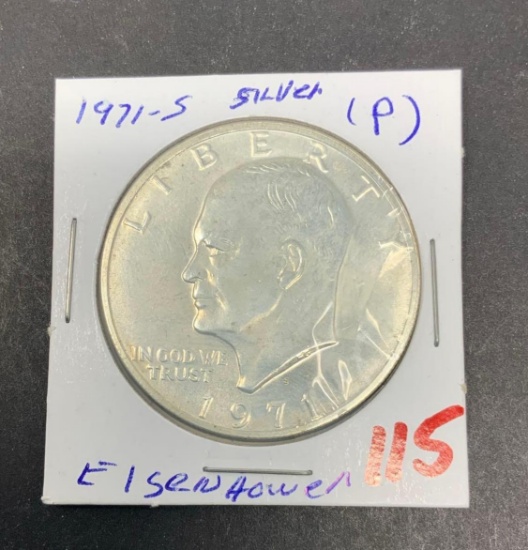 1971-S SILVER (P)
LIBERTY
IN GOD WE
TRUST
1971
115
EISENHOWER